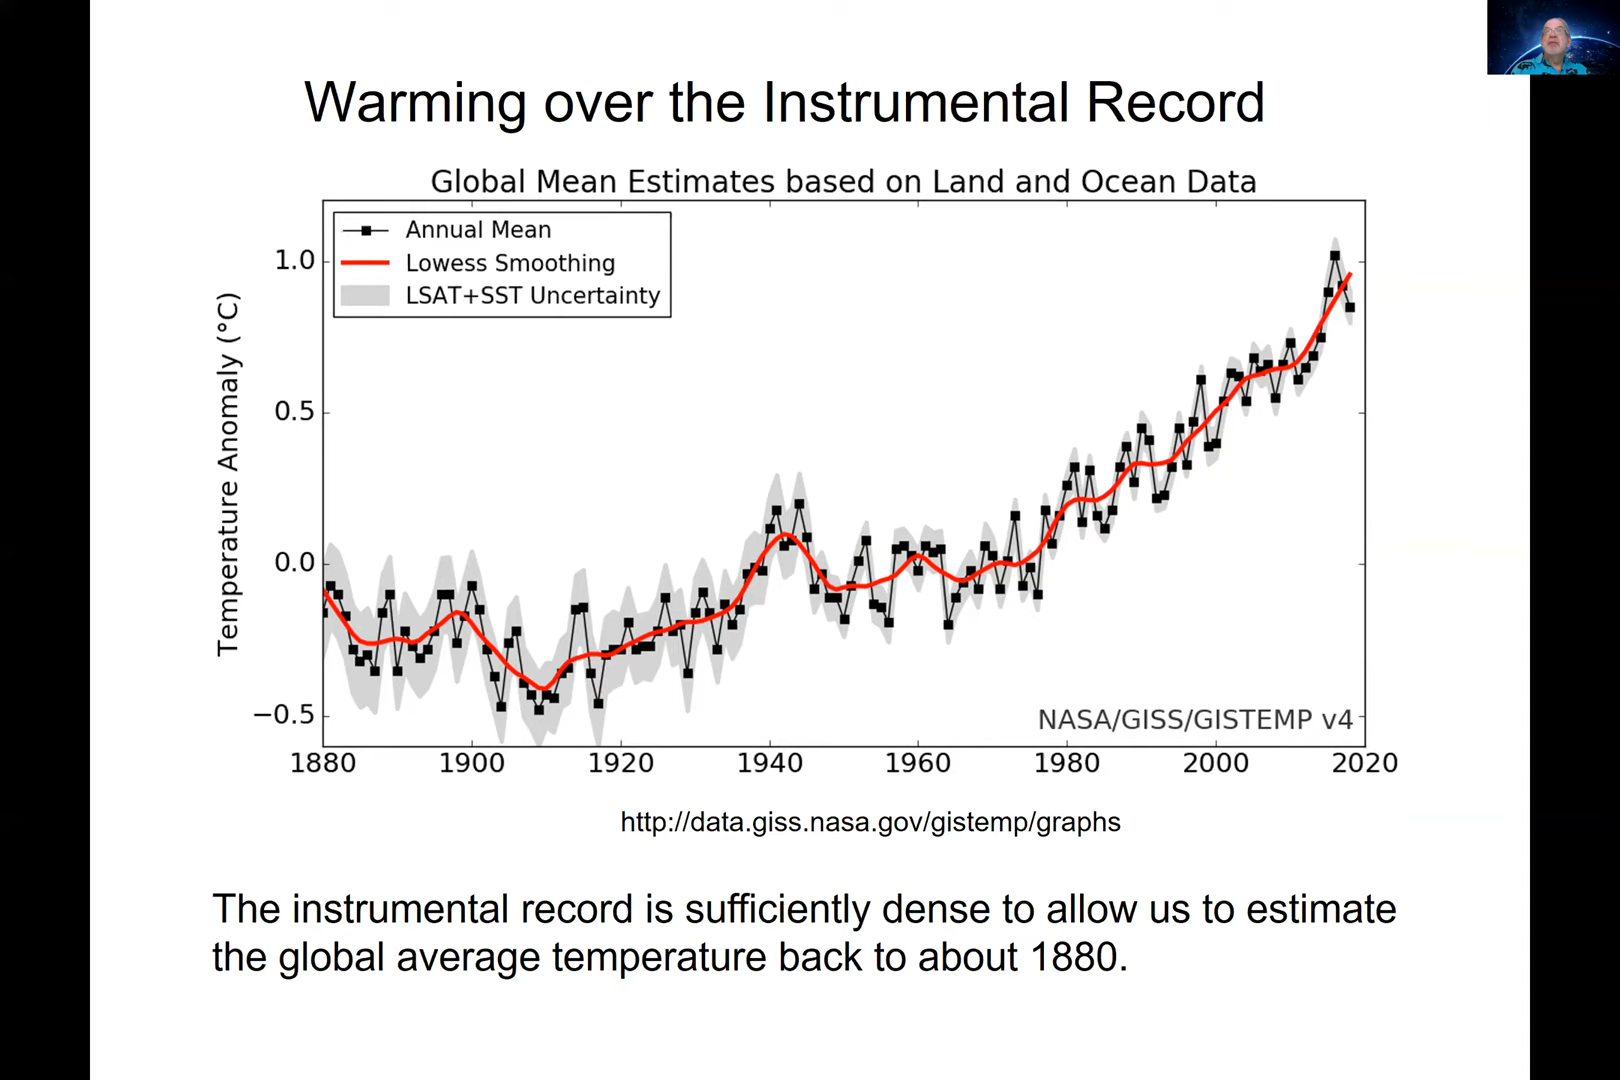 Warming over the Instrumental Record
Global Mean Estimates based on Land and Ocean Data
Annual Mean
Lowess Smoothing
LSAT+SST Uncertainty
Temperature Anomaly (°C)
1.0
0.5
0.0
−0.5
NASA/GISS/GISTEMP v4
1880 1900 1920 1940 1960 1980 2000 2020
http://data.giss.nasa.gov/gistemp/graphs
The instrumental record is sufficiently dense to allow us to estimate
the global average temperature back to about 1880.